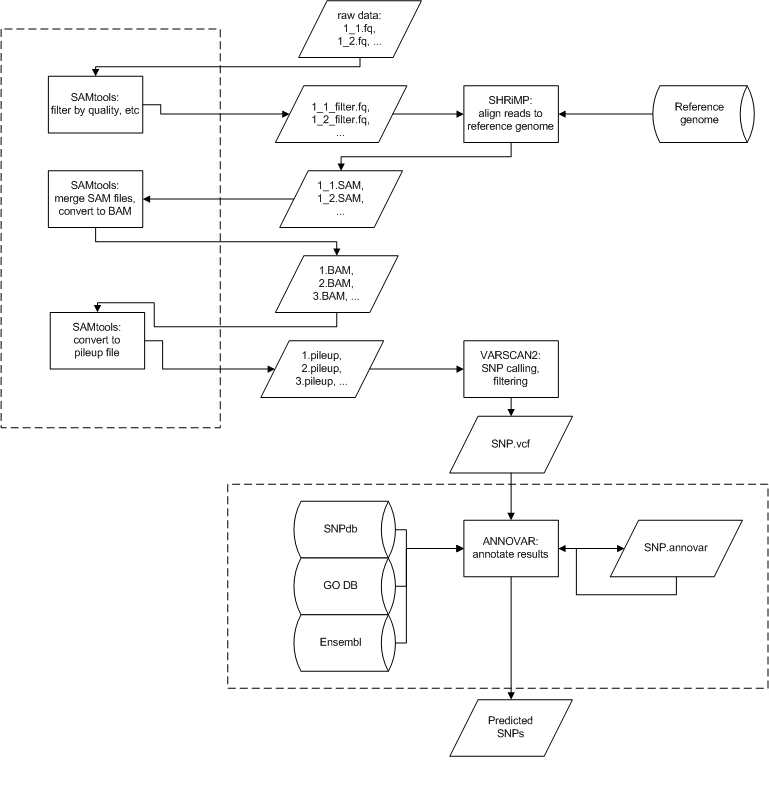 raw data:
1_1.fq,
1_2.fq, ...
SAMtools:
filter by quality, etc
1_1_filter.fq,
1_2_filter.fq,
...
SHRiMP:
align reads to
reference genome
Reference
genome
SAMtools:
merge SAM files,
convert to BAM
1_1.SAM,
1_2.SAM,
...
1.BAM,
2.BAM,
3.BAM, ...
SAMtools:
convert to
pileup file
1.pileup,
2.pileup,
3.pileup, ...
VARSCAN2:
SNP calling,
filtering
SNP.vcf
SNPdb
GO DB
Ensembl
ANNOVAR:
annotate results
SNP.annovar
Predicted
SNPs